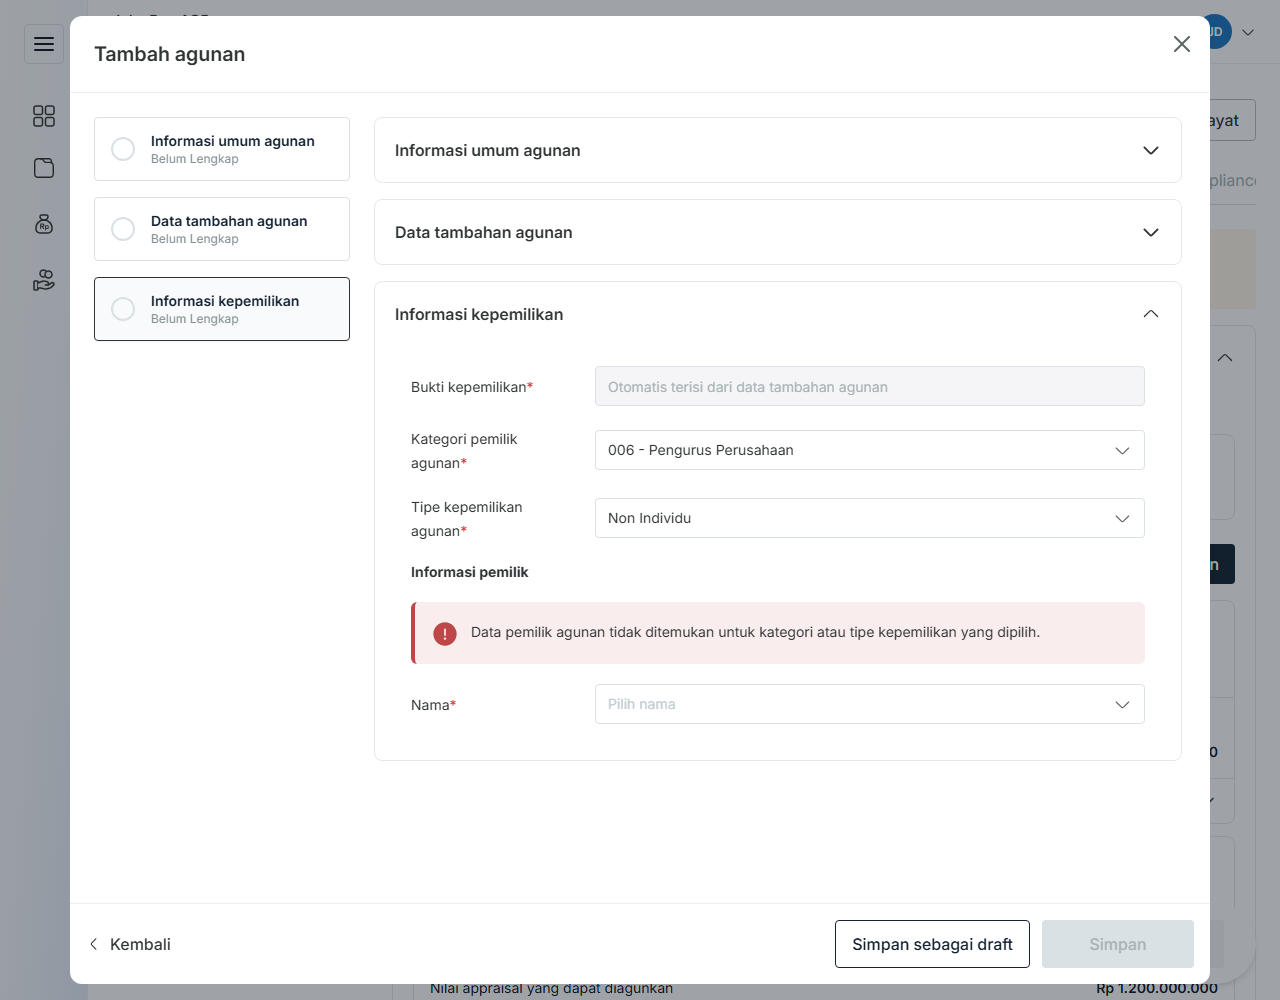 Tambah agunan
Informasi umum agunan
Belum Lengkap
Data tambahan agunan
Belum Lengkap
Informasi kepemilikan
Belum Lengkap
Informasi umum agunan
Data tambahan agunan
Informasi kepemilikan
Bukti kepemilikan*
Otomatis terisi dari data tambahan agunan
Kategori pemilik
agunan*
006 - Pengurus Perusahaan
Tipe kepemilikan
agunan*
Non Individu
Informasi pemilik
Data pemilik agunan tidak ditemukan untuk kategori atau tipe kepemilikan yang dipilih.
Nama*
Pilih nama
Kembali
Simpan sebagai draft
Simpan
Nilai appraisal yang dapat diagunkan
Rp 1.200.000.000